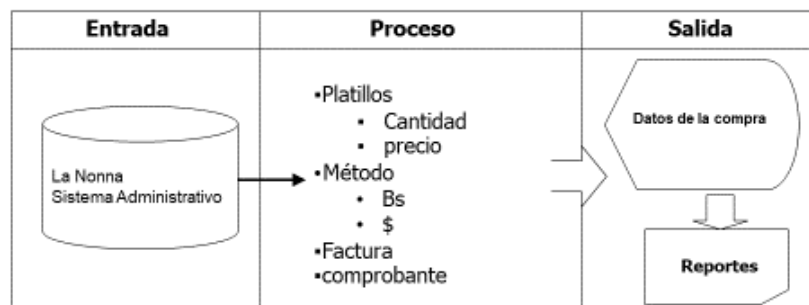 Entrada
Proceso
Salida
La Nonna
Sistema Administrativo
▪Platillos
▪ Cantidad
▪ precio
▪Método
• Bs
• $
▪Factura
▪comprobante
Datos de la compra
Reportes